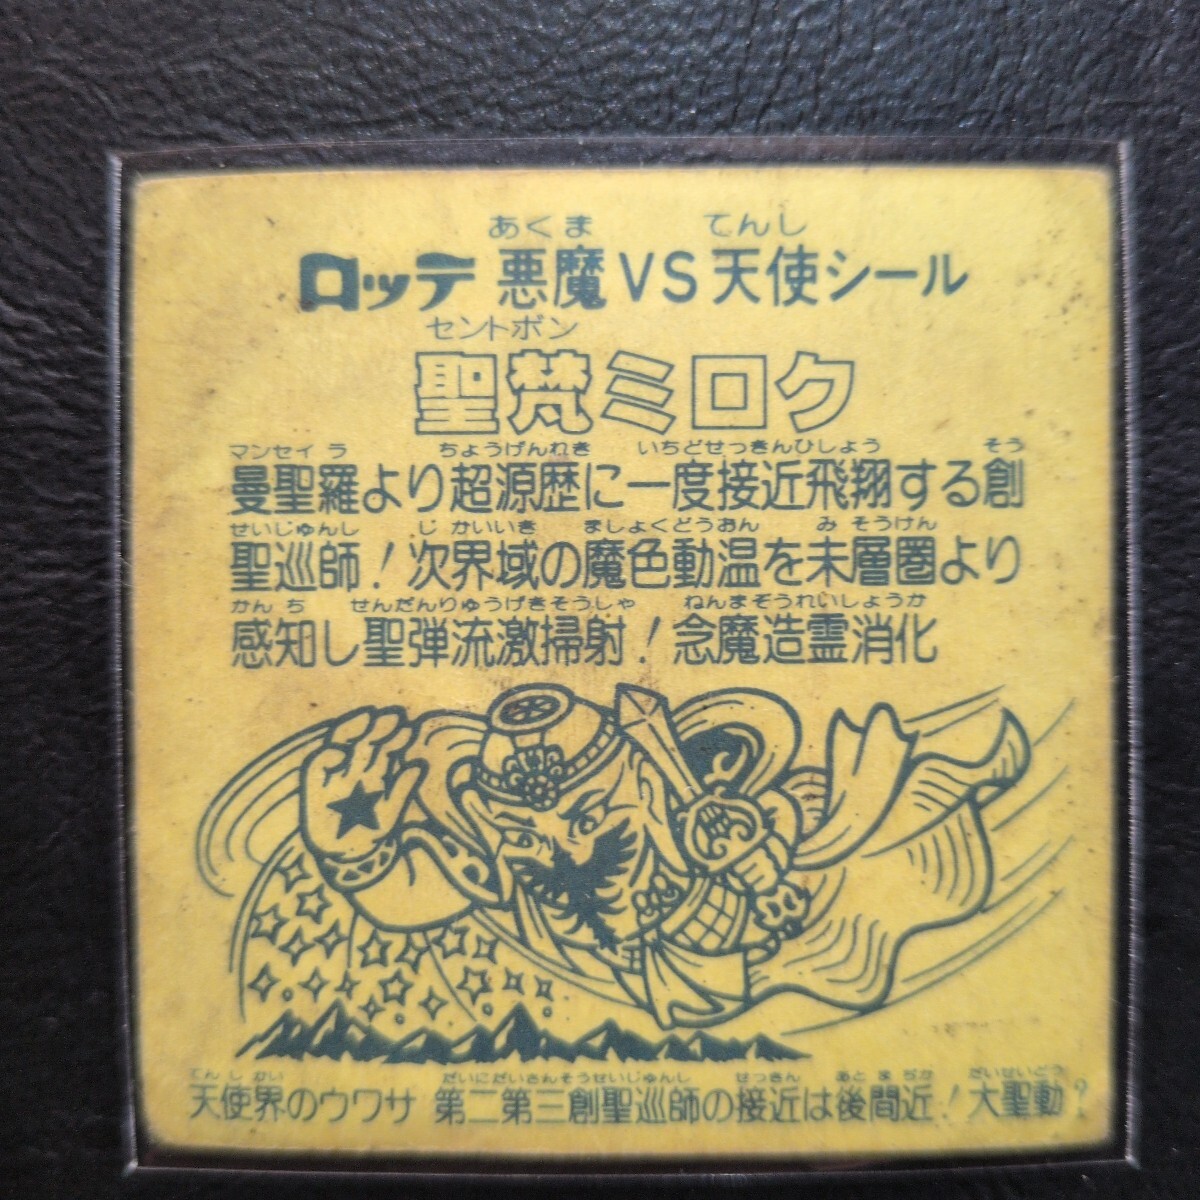 あくま てんし
ロッテ 悪魔VS天使シール
セントボン
聖梵ミロク
マンセイラ ちょうげんれき いちどせっきんひしょう そう
曼聖羅より超源歴に一度接近飛翔する創
せいじゅんし じかいいき ましょくどうおん みそうけん
聖巡師!次界域の魔色動温を未層圏より
かんち せんだんりゅうげきそうしゃ ねんまぞうれいしょうか
感知し聖弾流激掃射!念魔造霊消化
てんしかい だいにだいさんそうせいじゅんし せっきん あとまぢか だいせいどう
天使界のウワサ 第二第三創聖巡師の接近は後間近!大聖動?